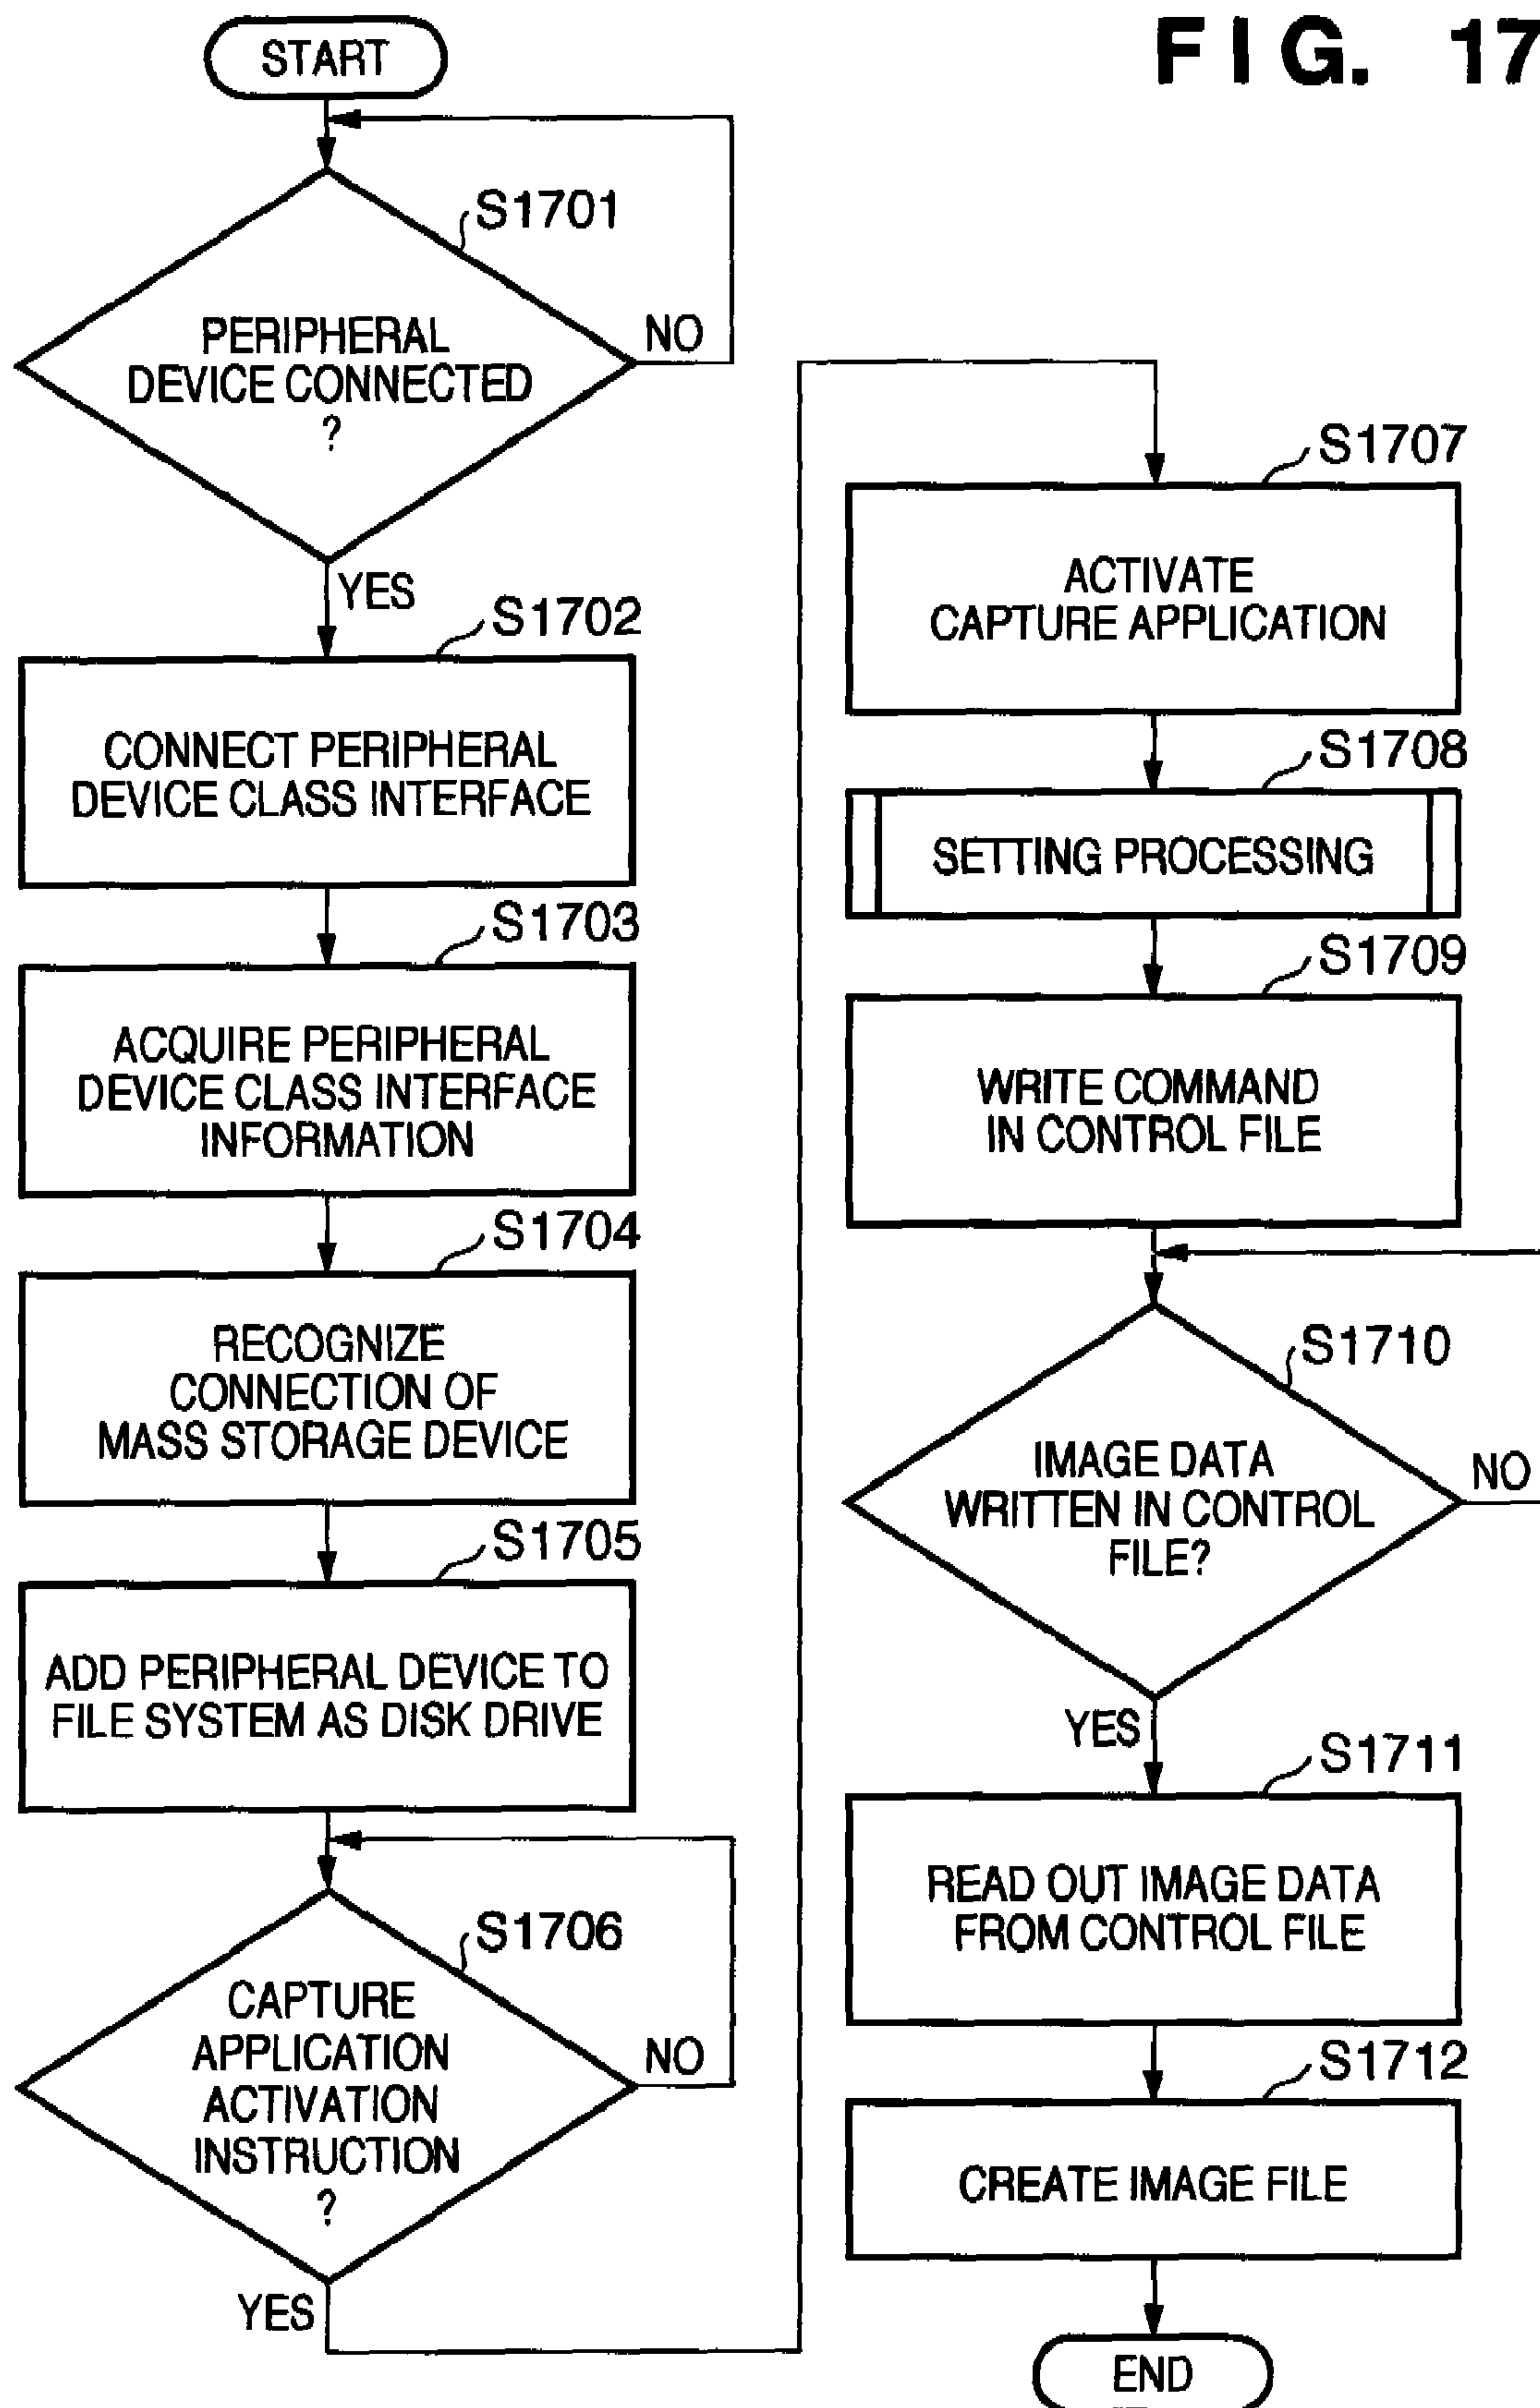 FIG. 17
START
S1701
PERIPHERAL
DEVICE CONNECTED
?
NO
YES
S1702
CONNECT PERIPHERAL
DEVICE CLASS INTERFACE
S1703
ACQUIRE PERIPHERAL
DEVICE CLASS INTERFACE
INFORMATION
S1704
RECOGNIZE
CONNECTION OF
MASS STORAGE DEVICE
S1705
ADD PERIPHERAL DEVICE TO
FILE SYSTEM AS DISK DRIVE
S1706
CAPTURE
APPLICATION
ACTIVATION
INSTRUCTION
?
NO
YES
S1707
ACTIVATE
CAPTURE APPLICATION
S1708
SETTING PROCESSING
S1709
WRITE COMMAND
IN CONTROL FILE
S1710
IMAGE DATA
WRITTEN IN CONTROL
FILE?
NO
YES
S1711
READ OUT IMAGE DATA
FROM CONTROL FILE
S1712
CREATE IMAGE FILE
END